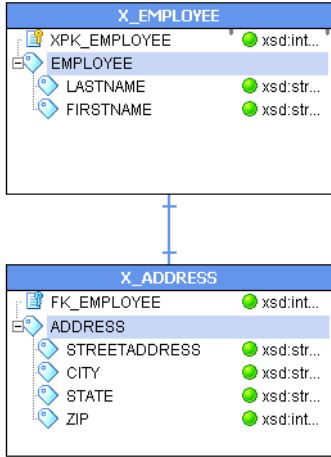 X_EMPLOYEE
XPK_EMPLOYEE xsd:int...
EMPLOYEE
LASTNAME xsd:str...
FIRSTNAME xsd:str...
X_ADDRESS
FK_EMPLOYEE xsd:int...
ADDRESS
STREETADDRESS xsd:str...
CITY xsd:str...
STATE xsd:str...
ZIP xsd:int...